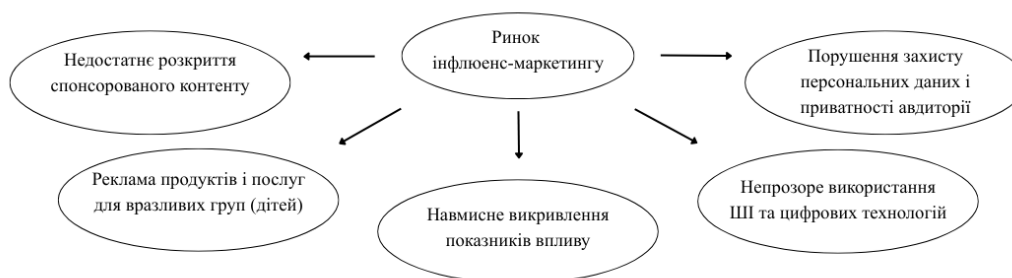 Ринок
інфлюенс-маркетингу
Недостатнє розкриття
спонсорованого контенту
Порушення захисту
персональних даних і
приватності авдиторії
Реклама продуктів і послуг
для вразливих груп (дітей)
Навмисне викривлення
показників впливу
Непрозоре використання
ШІ та цифрових технологій